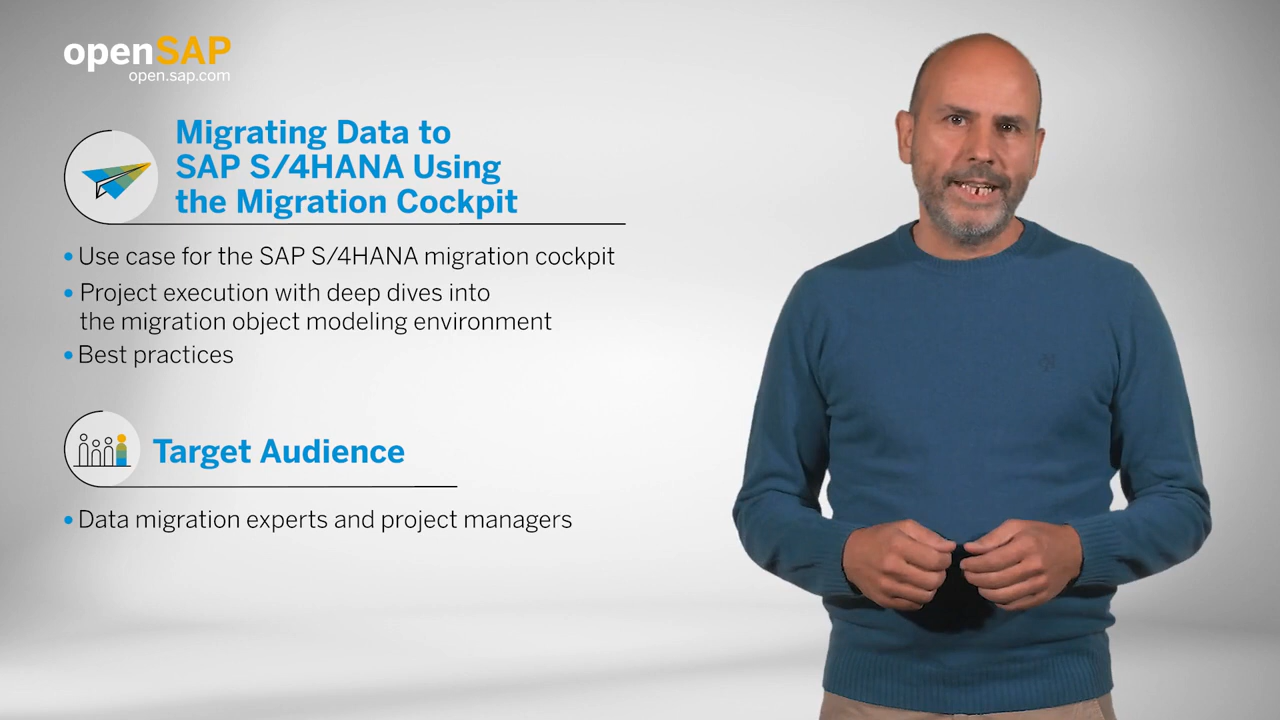 openSAP
open.sap.com
Migrating Data to
SAP S/4HANA Using
the Migration Cockpit
• Use case for the SAP S/4HANA migration cockpit
• Project execution with deep dives into
the migration object modeling environment
• Best practices
Target Audience
• Data migration experts and project managers